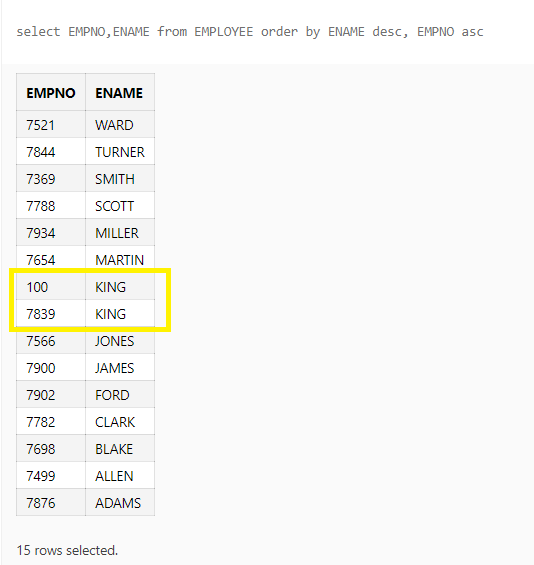 select EMPNO,ENAME from EMPLOYEE order by ENAME desc, EMPNO asc
EMPNO ENAME
7521 WARD
7844 TURNER
7369 SMITH
7788 SCOTT
7934 MILLER
7654 MARTIN
100 KING
7839 KING
7566 JONES
7900 JAMES
7902 FORD
7782 CLARK
7698 BLAKE
7499 ALLEN
7876 ADAMS
15 rows selected.